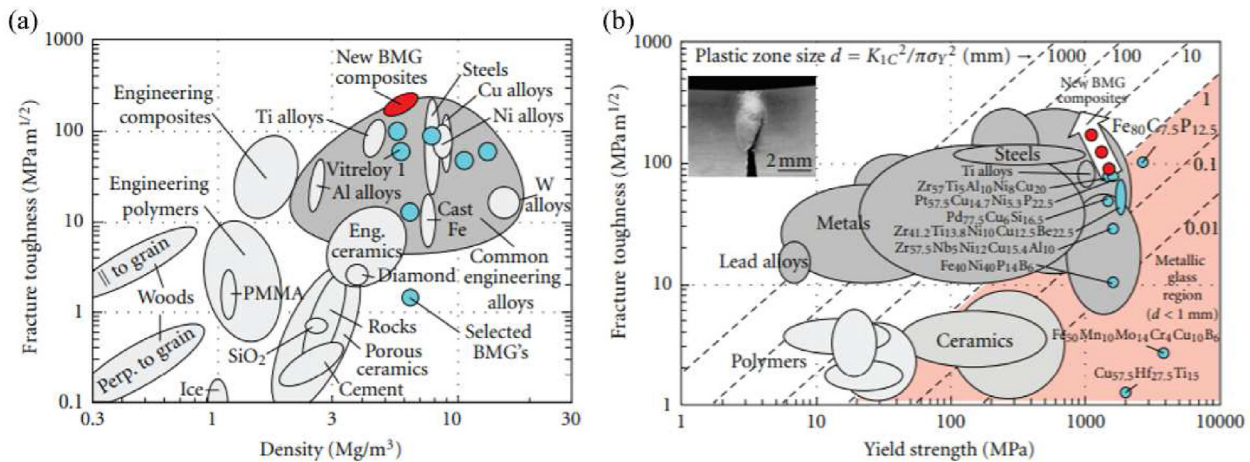 (a)
1000
100
10
1
0.1
Fracture toughness (MPa m1/2)
0.3
1
3
10
30
Density (Mg/m3)
New BMG
composites
Steels
Cu alloys
Ni alloys
Engineering
composites
Ti alloys
Vitreloy 1
Al alloys
Engineering
polymers
W
alloys
Cast
Fe
Eng.
ceramics
Common
engineering
alloys
Diamond
// to grain
Woods
PMMA
Rocks
Selected
BMG's
SiO2
Porous
ceramics
Cement
Perp. to grain
Ice
(b)
1000
100
10
1
Fracture toughness (MPa m1/2)
1
10
100
1000
10000
Yield strength (MPa)
Plastic zone size d = K1C2/πσY2 (mm) → 1000 100 10
1
0.1
0.01
2 mm
New BMG
composites
Fe80C7.5P12.5
Steels
Ti alloys
Zr57Ti5Al10Ni8Cu20
Pt57.5Cu14.7Ni5.3P22.5
Metals
Pd77.5Cu6Si16.5
Zr41.2Ti13.8Ni10Cu12.5Be22.5
Zr57.5Nb5Ni12Cu15.4Al10
Lead alloys
Fe40Ni40P14B6
Metallic
glass
region
(d < 1 mm)
Fe50Mn10Mo14Cr4Cu10B6
Ceramics
Polymers
Cu57.5Hf27.5Ti15